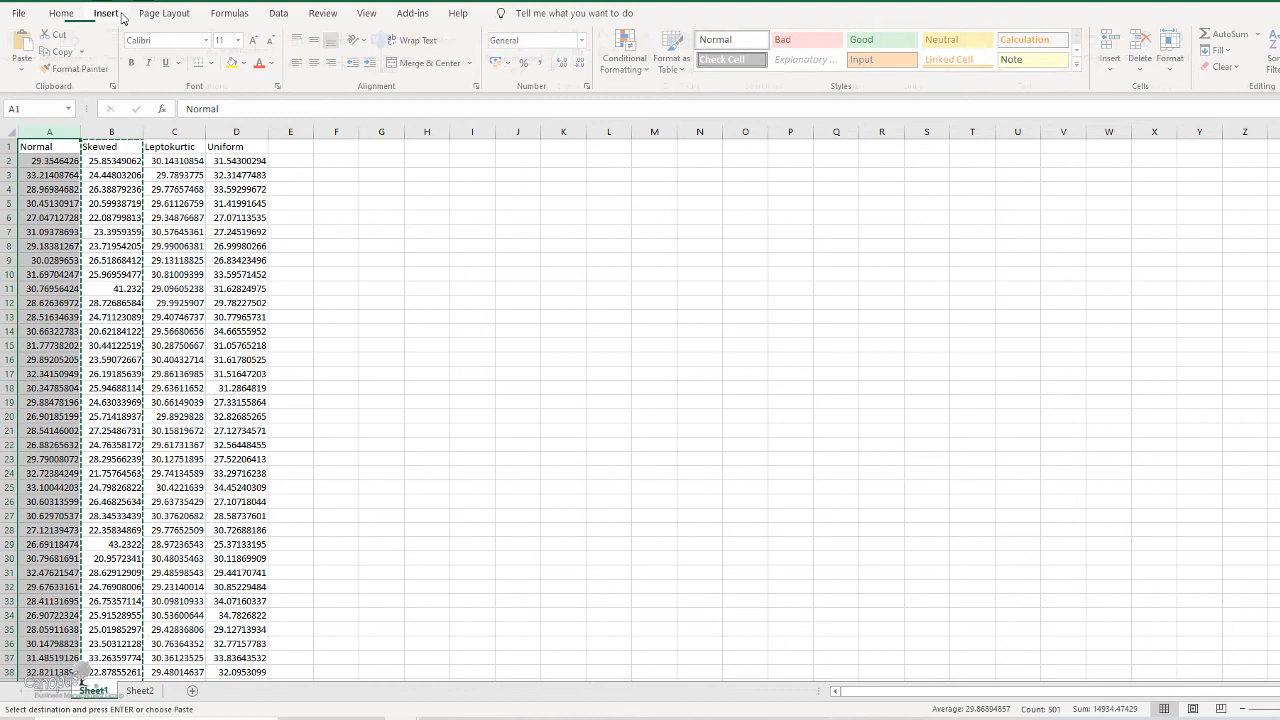 File Home Insert Page Layout Formulas Data Review View Add-ins Help Tell me what you want to do
Paste Cut Copy Format Painter Calibri 11 Wrap Text Merge & Center General Conditional Formatting Format as Table Normal Bad Good Neutral Calculation Check Cell Explanatory ... Input Linked Cell Note Insert Delete Format AutoSum Fill Clear Sort Filter
Clipboard Font Alignment Number Styles Cells Editing
A1 Normal
A B C D E F G H I J K L M N O P Q R S T U V W X Y Z
1 Normal Skewed Leptokurtic Uniform
2 29.3546426 25.85349062 30.14310854 31.54300294
3 33.21408764 24.44803206 29.7893775 32.31477483
4 28.96984682 26.38879236 29.77657468 33.59299672
5 30.45130917 20.59938719 29.61126759 31.41991645
6 27.04712728 22.08799813 29.34876687 27.07113535
7 31.09378693 23.3959359 30.57645361 27.24519692
8 29.18381267 23.71954205 29.99006381 26.99980266
9 30.0289653 26.51868412 29.13118825 26.83423496
10 31.69704247 25.96959477 30.81009399 33.59571452
11 30.76956424 41.232 29.09605238 31.62824975
12 28.62636972 28.72686584 29.9925907 29.78227502
13 28.51634639 24.71123089 29.40746737 30.77965731
14 30.66322783 20.62184122 29.56680656 34.66555952
15 31.77738202 30.44122519 30.28750667 31.05765218
16 29.89205205 23.59072667 30.40432714 31.61780525
17 32.34150949 26.19185639 29.86136985 31.51647203
18 30.34785804 25.94688114 29.63611652 31.2864819
19 29.88478196 24.63033969 30.66149039 27.33155864
20 26.90185199 25.71418937 29.8929828 32.82685265
21 28.54146002 27.25457831 30.15819672 27.12734571
22 26.88265632 24.76358172 29.61731367 32.56448455
23 29.79008072 28.29566239 30.12751895 27.52206413
24 32.72384249 21.75764563 29.74134589 33.29716238
25 33.10044203 24.79826822 30.4221639 34.45240309
26 30.60313599 26.46825634 29.63735429 27.10718044
27 30.62970537 28.34533439 30.37620682 28.58737601
28 27.12139473 22.35834869 29.77652509 30.72688186
29 26.69118474 43.2322 28.97236543 25.37133195
30 30.79681691 20.9572341 30.48035463 30.11869909
31 32.47621547 28.62912909 29.48598543 29.44170741
32 29.67633161 24.76908006 29.23140014 30.85229484
33 28.41131695 26.75357114 30.09810933 34.07160337
34 26.90722324 25.91528955 30.53600644 34.7826822
35 28.05911638 25.01985297 29.42836806 29.12713934
36 30.14798823 23.50312128 30.76364352 32.77157783
37 31.48519126 33.26359774 30.36123525 33.83643532
38 22.87855261 29.48014637 32.0953099
Canopus Sheet1 Sheet2
Select destination and press ENTER or choose Paste Average: 29.86894857 Count: 501 Sum: 14934.47429